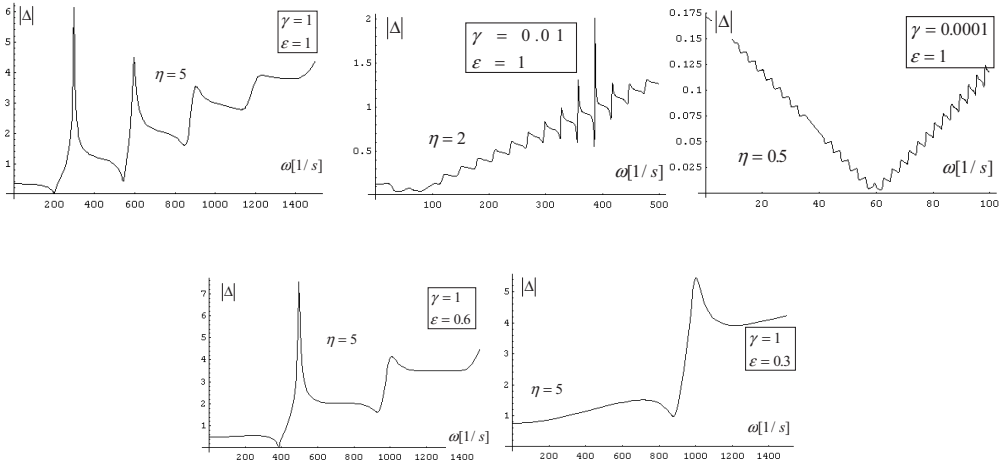 |Δ|
γ = 1
ε = 1
η = 5
ω[1/s]
6
5
4
3
2
1
200 400 600 800 1000 1200 1400
|Δ|
γ = 0.01
ε = 1
η = 2
ω[1/s]
2
1.5
1
0.5
0 100 200 300 400 500
|Δ|
γ = 0.0001
ε = 1
η = 0.5
ω[1/s]
0.175
0.15
0.125
0.1
0.075
0.05
0.025
20 40 60 80 100
|Δ|
γ = 1
ε = 0.6
η = 5
ω[1/s]
7
6
5
4
3
2
1
200 400 600 800 1000 1200 1400
|Δ|
γ = 1
ε = 0.3
η = 5
ω[1/s]
5
4
3
2
1
200 400 600 800 1000 1200 1400